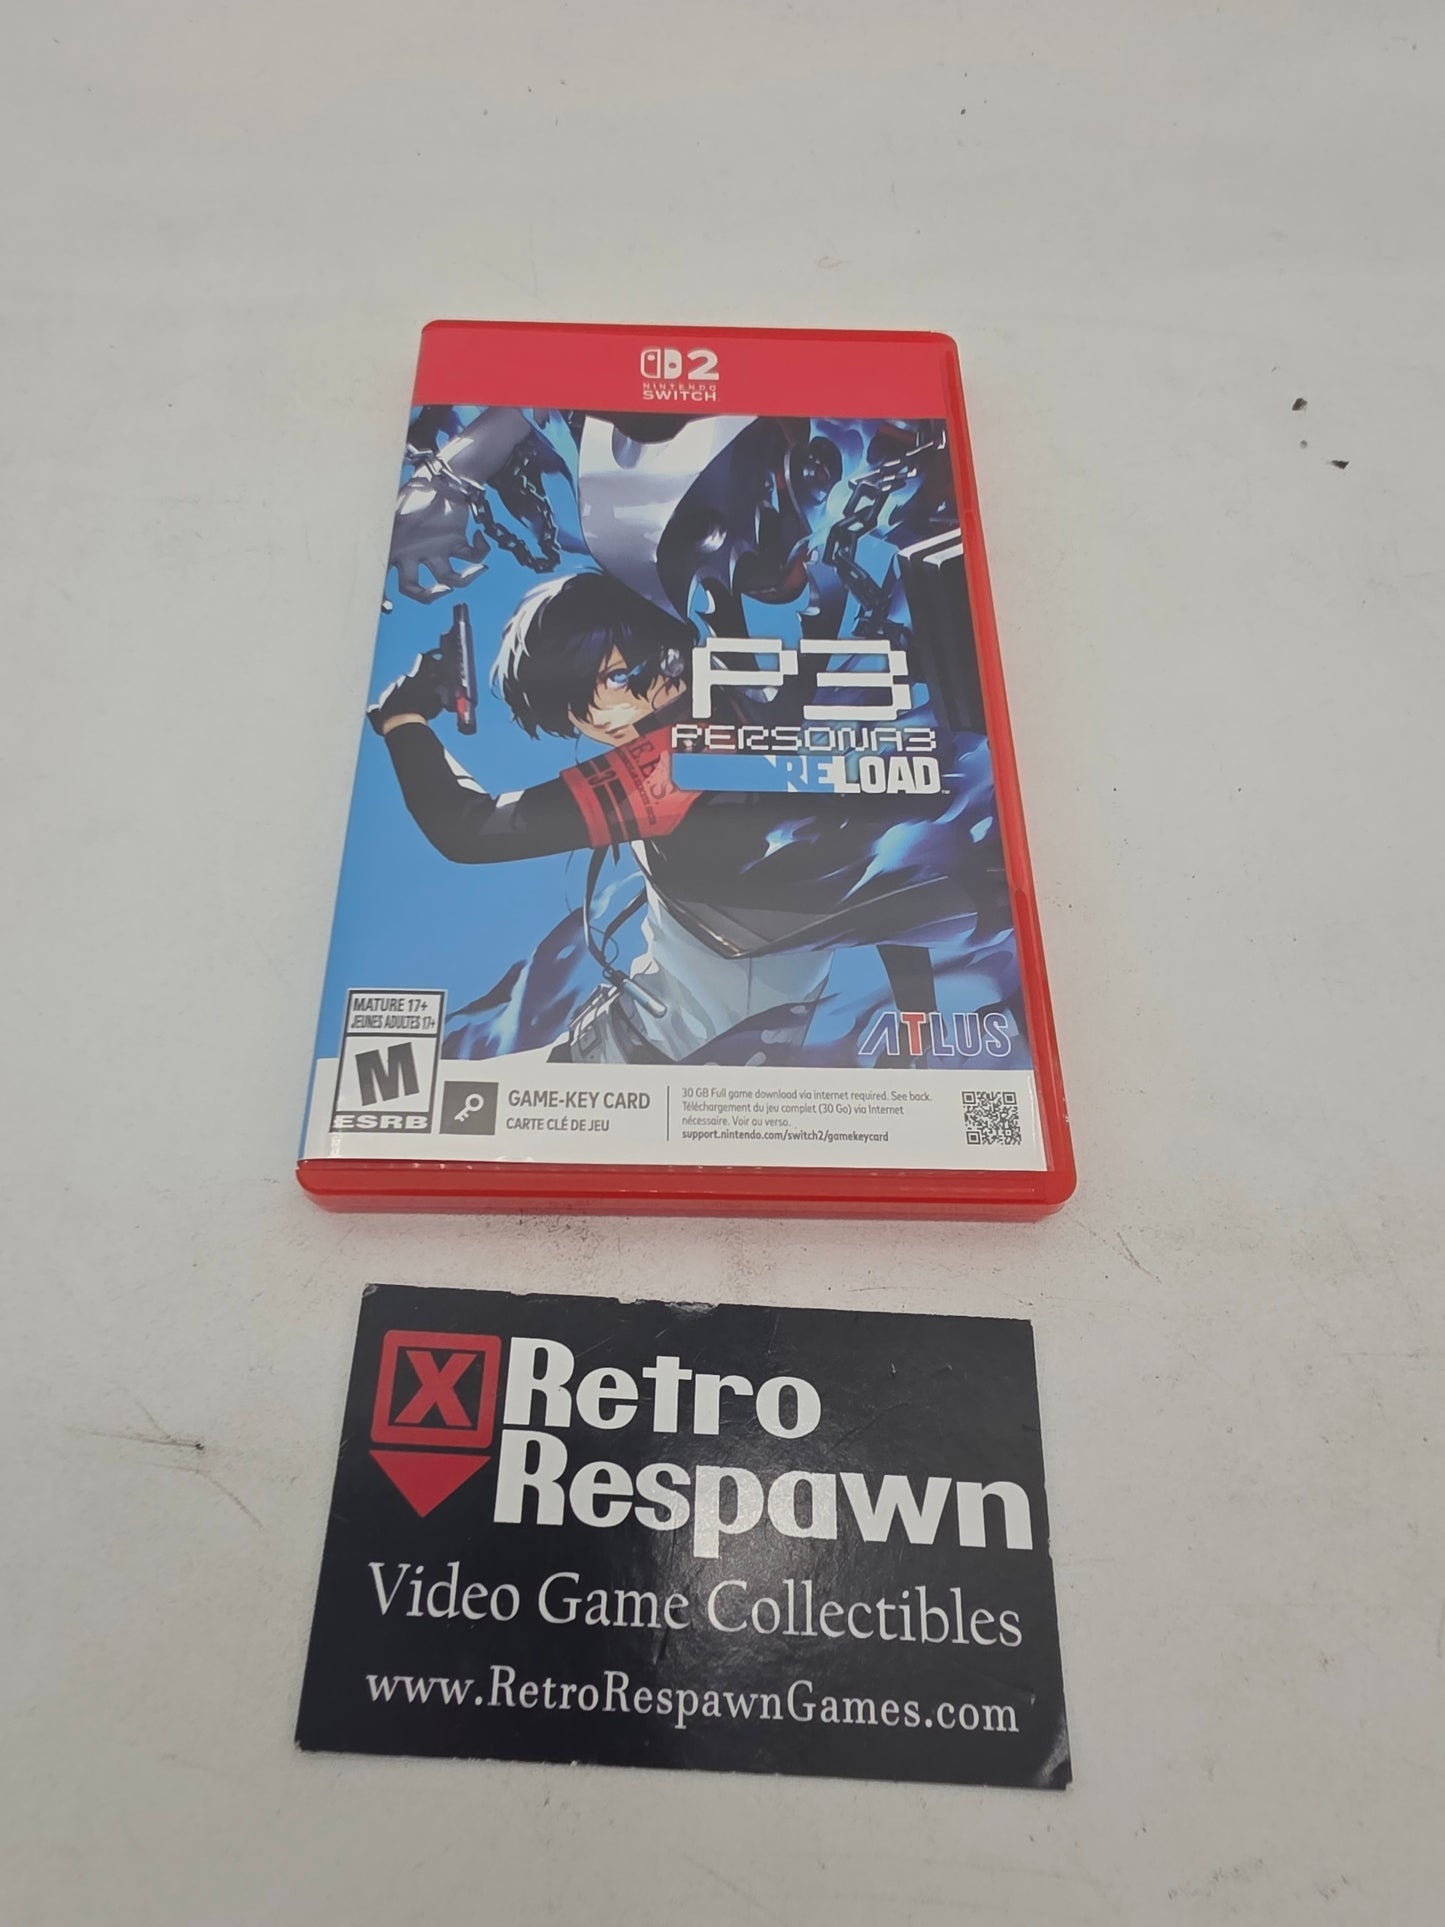 2
NINTENDO
SWITCH
P3
PERSONA3
RELOAD™
S.E.E.S.
ATLUS
MATURE 17+
JEUNES ADULTES 17+
M
ESRB
GAME-KEY CARD
CARTE CLÉ DE JEU
30 GB Full game download via internet required. See back.
Téléchargement du jeu complet (30 Go) via Internet
nécessaire. Voir au verso.
support.nintendo.com/switch2/gamekeycard
X Retro
Respawn
Video Game Collectibles
www.RetroRespawnGames.com